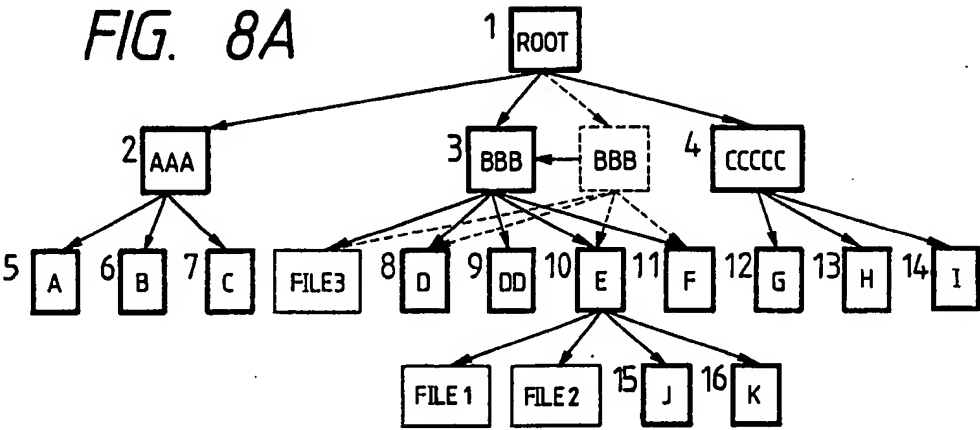 FIG. 8A
1 ROOT
2 AAA
3 BBB
BBB
4 CCCCC
5 A
6 B
7 C
FILE3
8 D
9 DD
10 E
11 F
12 G
13 H
14 I
FILE 1
FILE 2
15 J
16 K